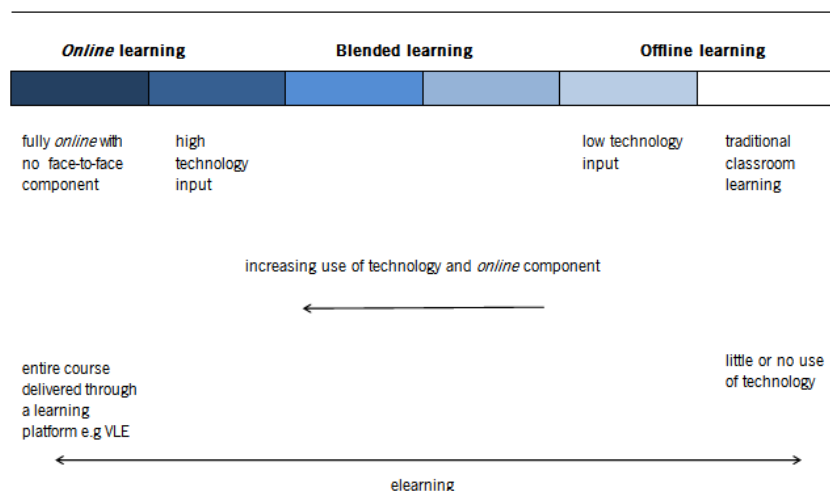 Online learning
Blended learning
Offline learning
fully online with
no face-to-face
component
high
technology
input
low technology
input
traditional
classroom
learning
increasing use of technology and online component
entire course
delivered through
a learning
platform e.g VLE
little or no use
of technology
elearning